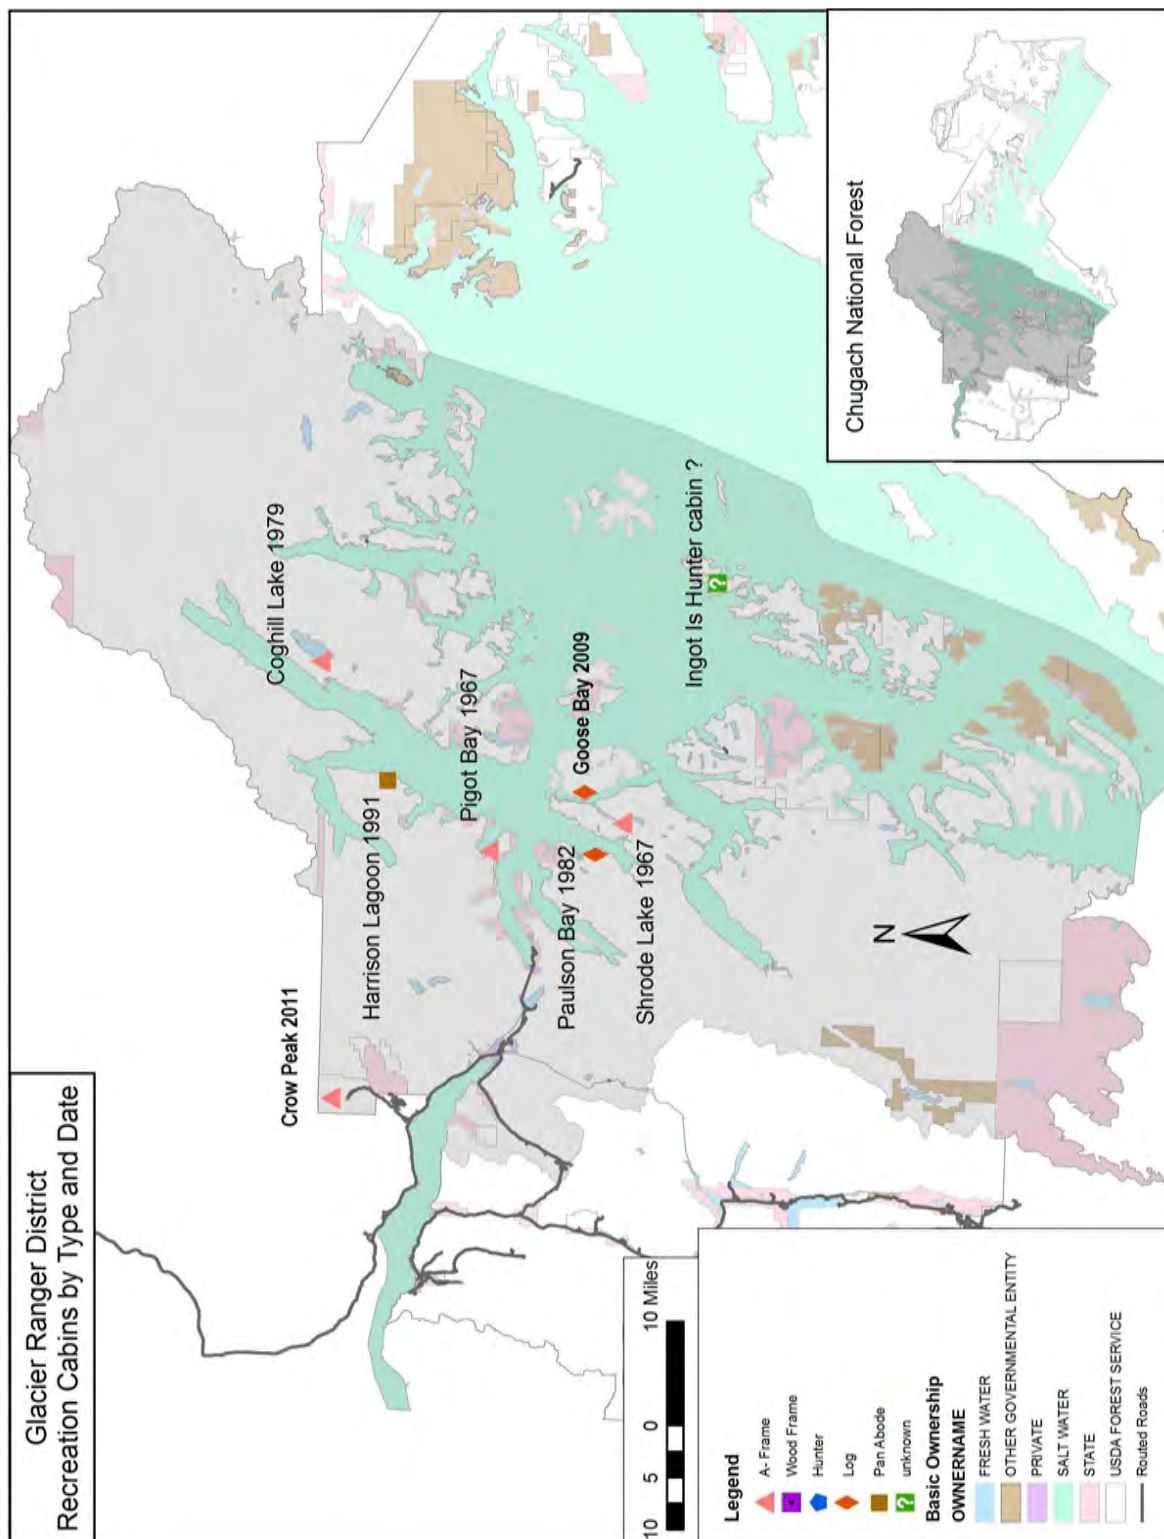 Glacier Ranger District
Recreation Cabins by Type and Date
Crow Peak 2011
Harrison Lagoon 1991
Coghill Lake 1979
Pigot Bay 1967
Goose Bay 2009
Paulson Bay 1982
Shrode Lake 1967
Ingot Is Hunter cabin ?
?
N
Chugach National Forest
10 5 0 10 Miles
Legend
A- Frame
Wood Frame
Hunter
Log
Pan Abode
? unknown
Basic Ownership
OWNERNAME
FRESH WATER
OTHER GOVERNMENTAL ENTITY
PRIVATE
SALT WATER
STATE
USDA FOREST SERVICE
Routed Roads